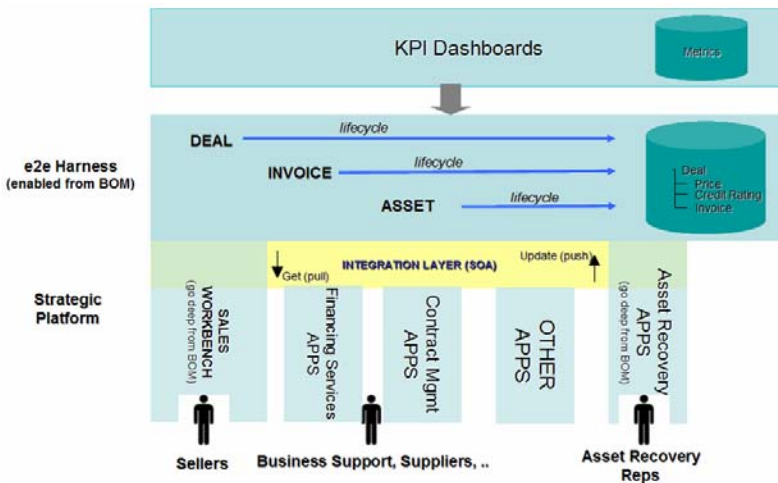 KPI Dashboards
Metrics
e2e Harness
(enabled from BOM)
DEAL
lifecycle
INVOICE
lifecycle
ASSET
lifecycle
Deal
Price
Credit Rating
Invoice
Strategic
Platform
Get (pull)
INTEGRATION LAYER (SOA)
Update (push)
SALES
WORKBENCH
(go deep from BOM)
Financing Services
APPS
Contract Mgmt
APPS
OTHER
APPS
Asset Recovery
APPS
(go deep from BOM)
Sellers
Business Support, Suppliers, ..
Asset Recovery
Reps